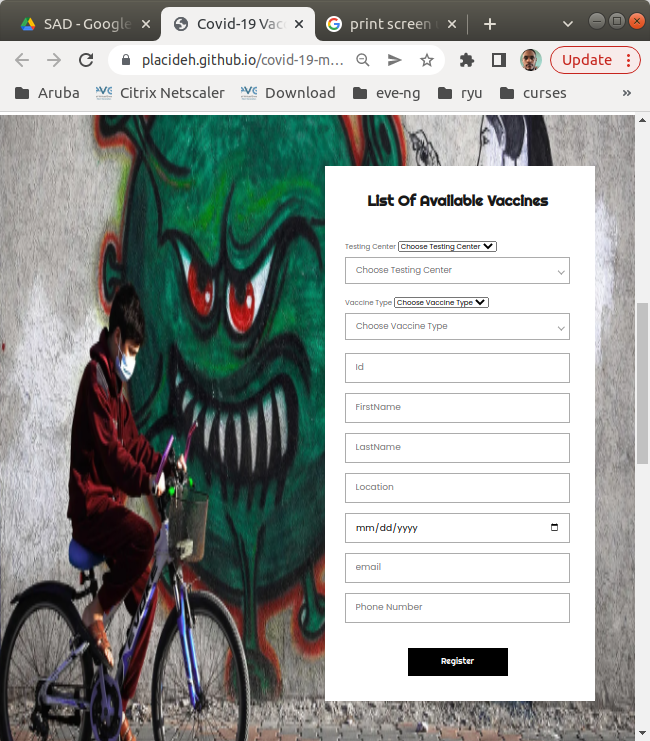 SAD - Google
Covid-19 Vac
print screen
placideh.github.io/covid-19-m...
Update
Aruba
Citrix Netscaler
Download
eve-ng
ryu
curses
»
List Of Available Vaccines
Testing Center Choose Testing Center
Choose Testing Center
Vaccine Type Choose Vaccine Type
Choose Vaccine Type
Id
FirstName
LastName
Location
mm/dd/yyyy
email
Phone Number
Register